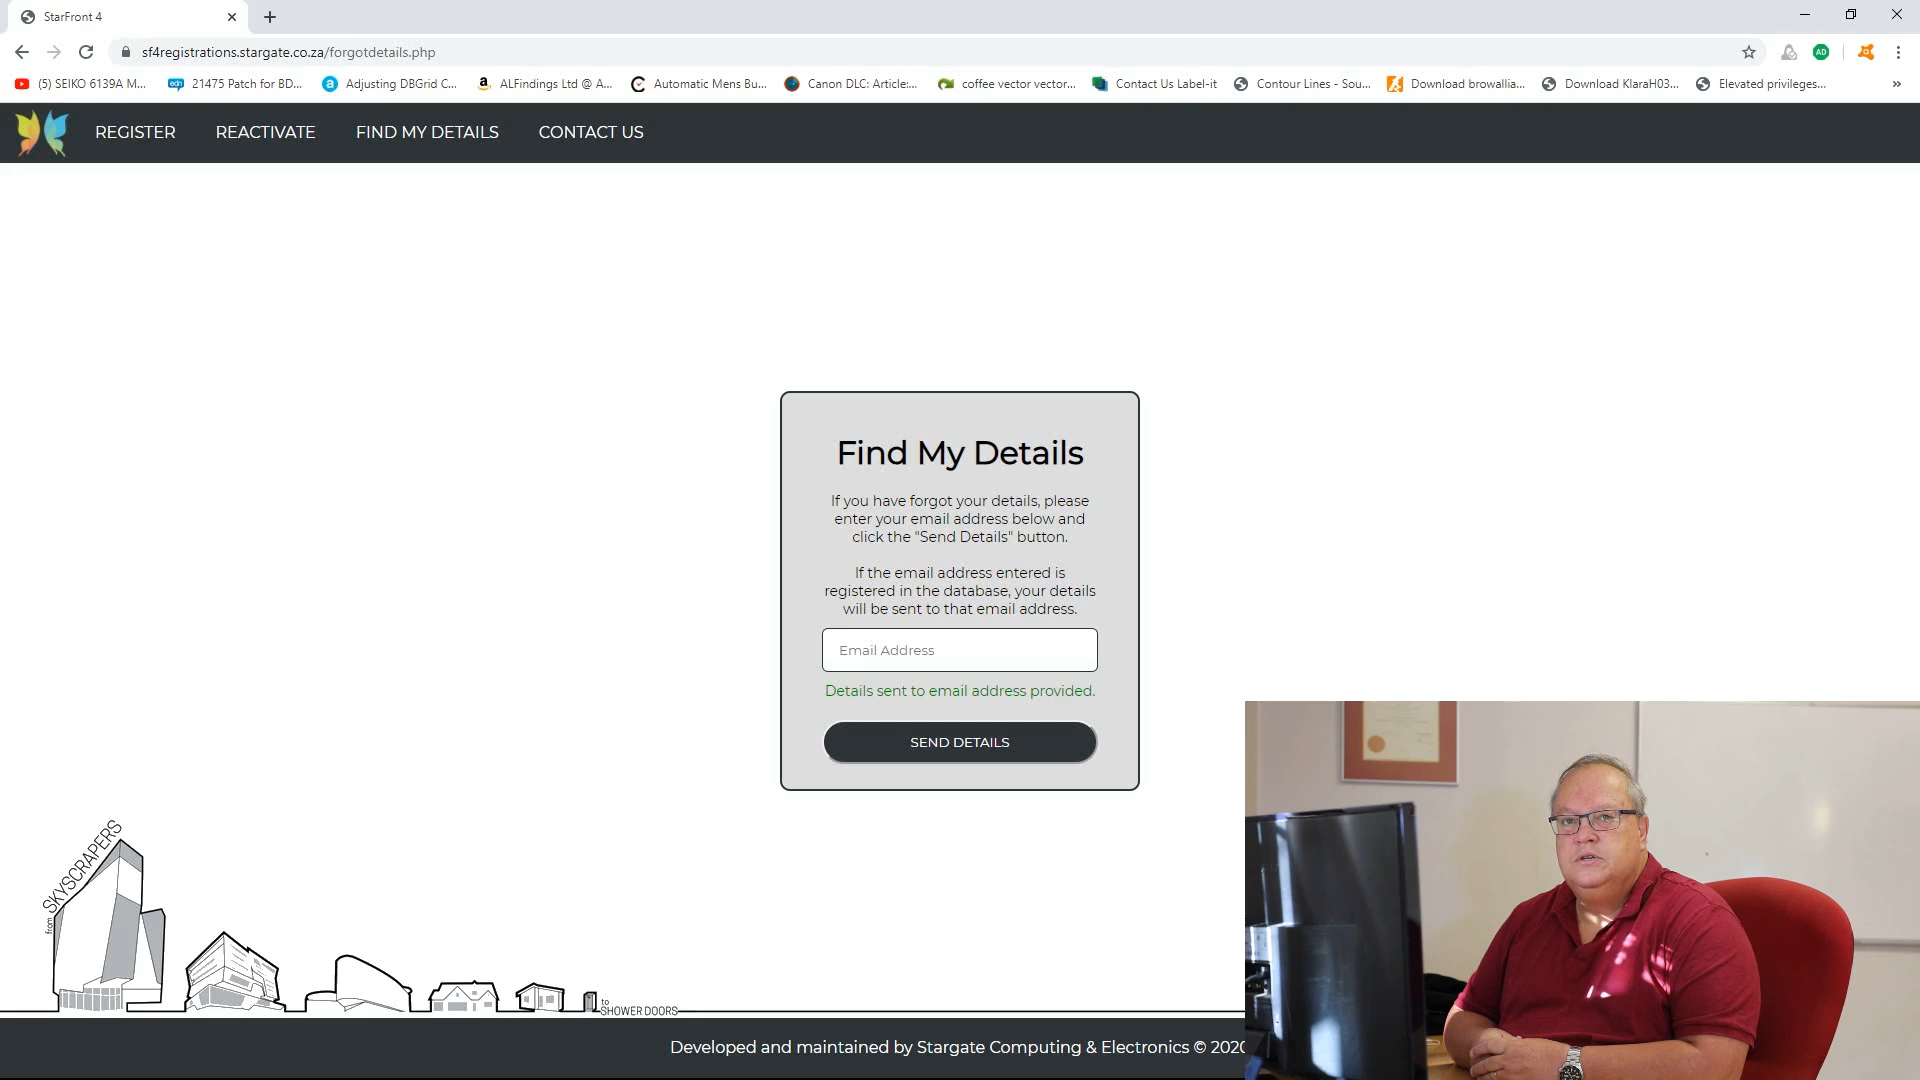 StarFront 4
sf4registrations.stargate.co.za/forgotdetails.php
AD
(5) SEIKO 6139A M...
21475 Patch for BD...
Adjusting DBGrid C...
ALFindings Ltd @ A...
Automatic Mens Bu...
Canon DLC: Article:...
coffee vector vector...
Contact Us Label-it
Contour Lines - Sou...
Download browallia...
Download KlaraH03...
Elevated privileges...
REGISTER
REACTIVATE
FIND MY DETAILS
CONTACT US
Find My Details
If you have forgot your details, please
enter your email address below and
click the "Send Details" button.
If the email address entered is
registered in the database, your details
will be sent to that email address.
Email Address
Details sent to email address provided.
SEND DETAILS
from SKYSCRAPERS
to
SHOWER DOORS
Developed and maintained by Stargate Computing & Electronics © 2020